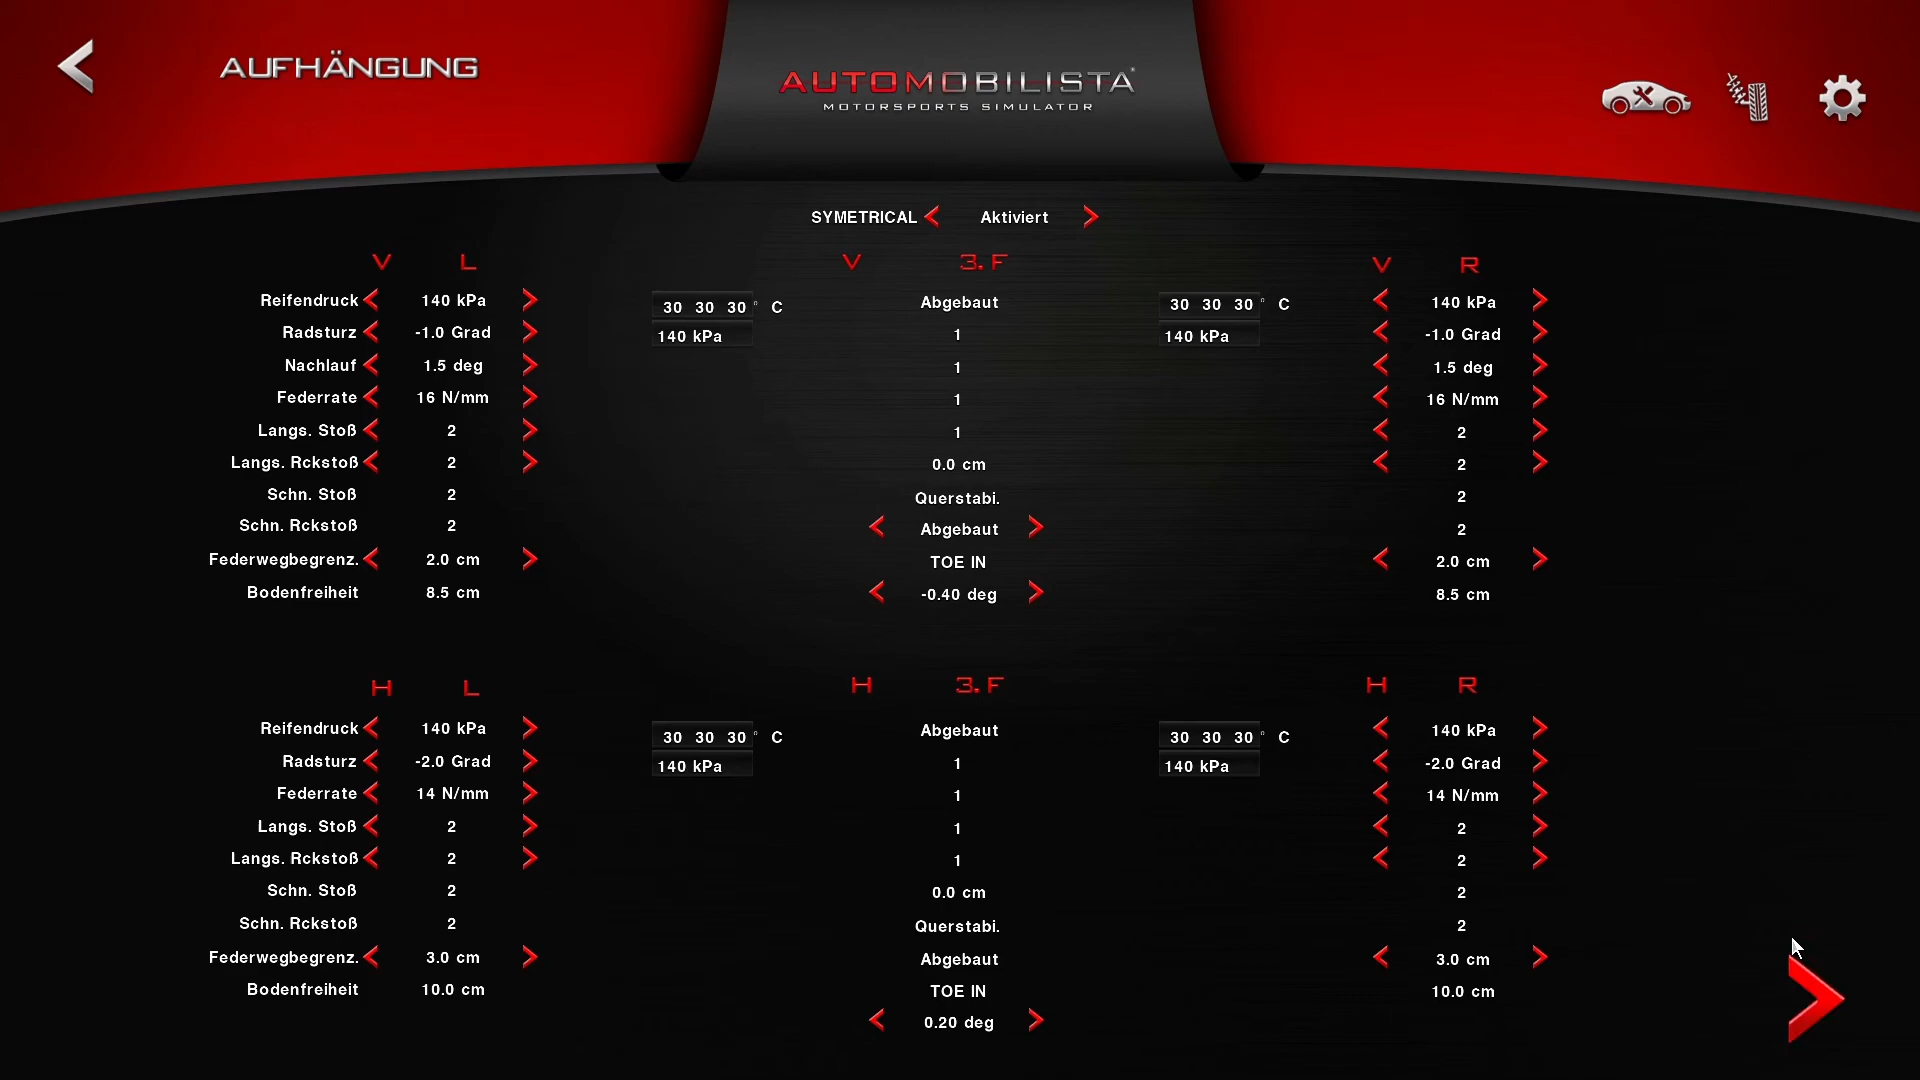 AUFHÄNGUNG
AUTOMOBILISTA
MOTORSPORTS SIMULATOR
SYMETRICAL Aktiviert
V L V 3. F V R
Reifendruck 140 kPa 30 30 30 ° C Abgebaut 30 30 30 ° C 140 kPa
Radsturz -1.0 Grad 140 kPa 1 140 kPa -1.0 Grad
Nachlauf 1.5 deg 1 1.5 deg
Federrate 16 N/mm 1 16 N/mm
Langs. Stoß 2 1 2
Langs. Rckstoß 2 0.0 cm 2
Schn. Stoß 2 Querstabi. 2
Schn. Rckstoß 2 Abgebaut 2
Federwegbegrenz. 2.0 cm TOE IN 2.0 cm
Bodenfreiheit 8.5 cm -0.40 deg 8.5 cm
H L H 3. F H R
Reifendruck 140 kPa 30 30 30 ° C Abgebaut 30 30 30 ° C 140 kPa
Radsturz -2.0 Grad 140 kPa 1 140 kPa -2.0 Grad
Federrate 14 N/mm 1 14 N/mm
Langs. Stoß 2 1 2
Langs. Rckstoß 2 1 2
Schn. Stoß 2 0.0 cm 2
Schn. Rckstoß 2 Querstabi. 2
Federwegbegrenz. 3.0 cm Abgebaut 3.0 cm
Bodenfreiheit 10.0 cm TOE IN 10.0 cm
0.20 deg